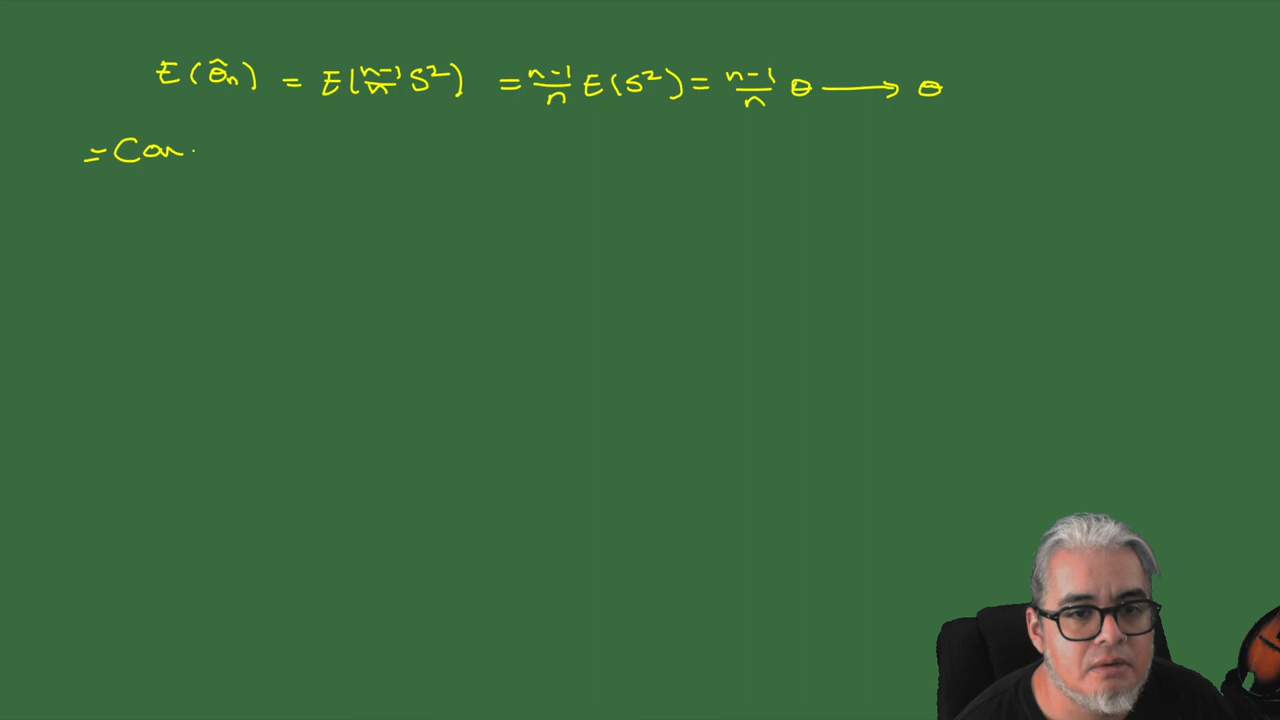 E(θ̂ₙ) = E(n-1/n S²) = n-1/n E(S²) = n-1/n θ ⟶ θ
= Con.